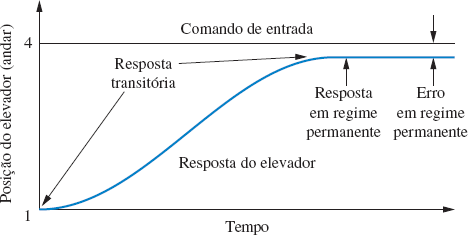 Posição do elevador (andar)
4
1
Comando de entrada
Resposta
transitória
Resposta
em regime
permanente
Erro
em regime
permanente
Resposta do elevador
Tempo